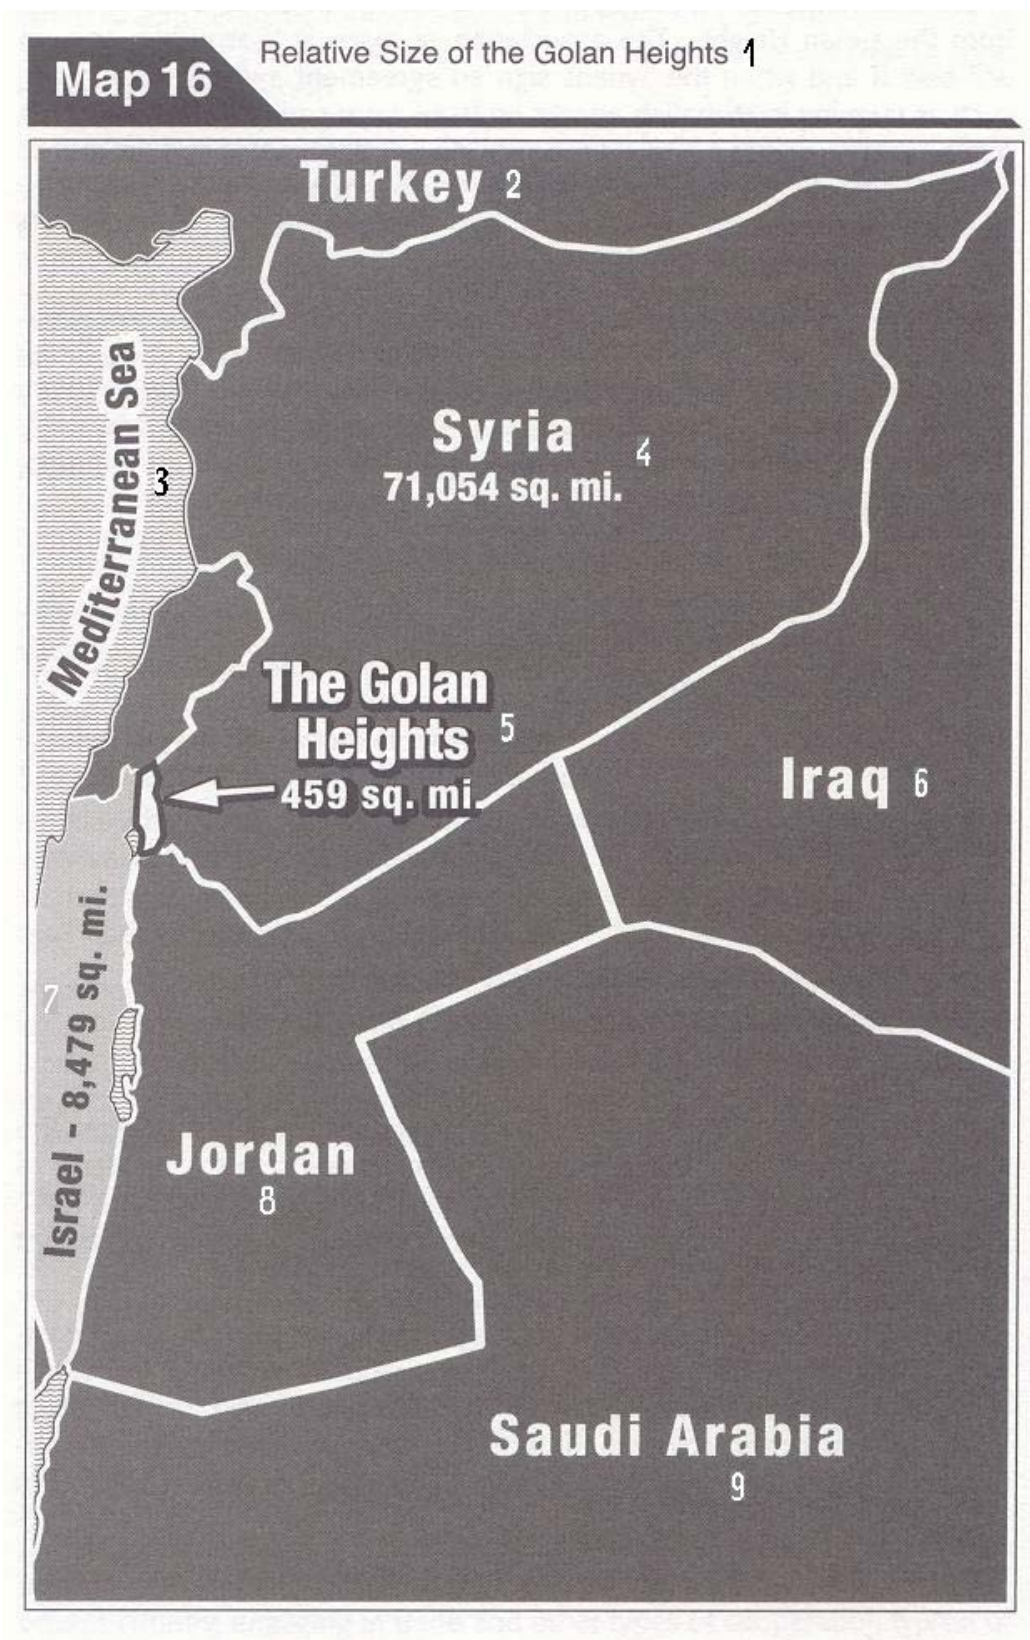 Map 16
Relative Size of the Golan Heights 1
Turkey 2
Mediterranean Sea
3
Syria 4
71,054 sq. mi.
The Golan
Heights 5
459 sq. mi.
Iraq 6
Israel - 8,479 sq. mi.
7
Jordan
8
Saudi Arabia
9